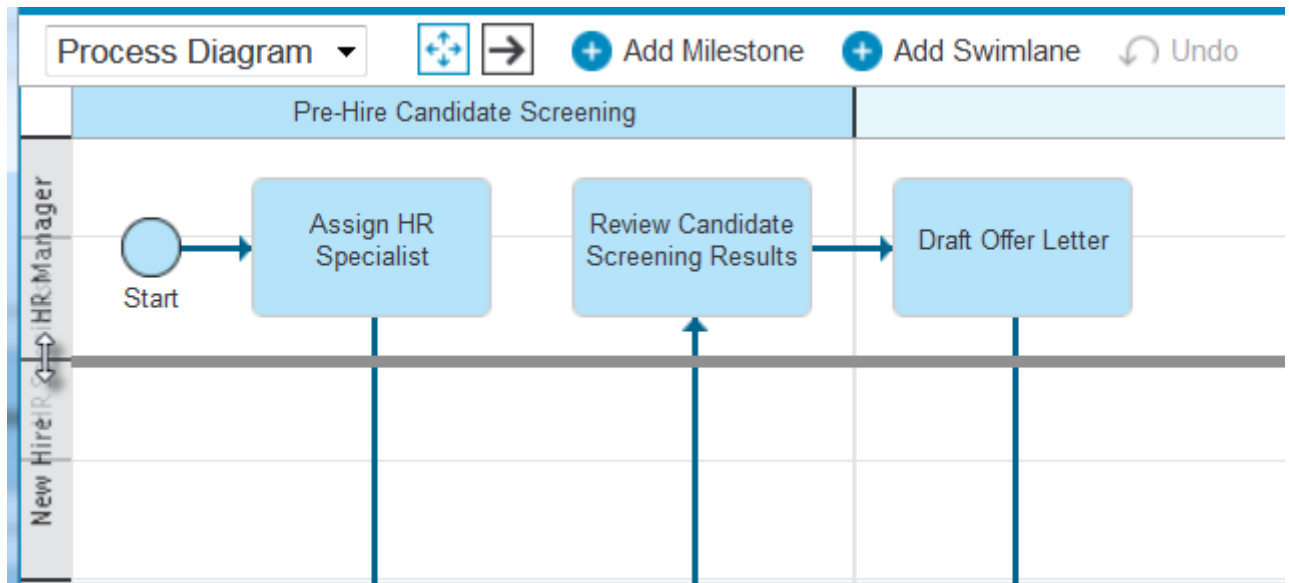 Process Diagram
Add Milestone
Add Swimlane
Undo
Pre-Hire Candidate Screening
HR Manager
Start
Assign HR
Specialist
Review Candidate
Screening Results
Draft Offer Letter
New Hire